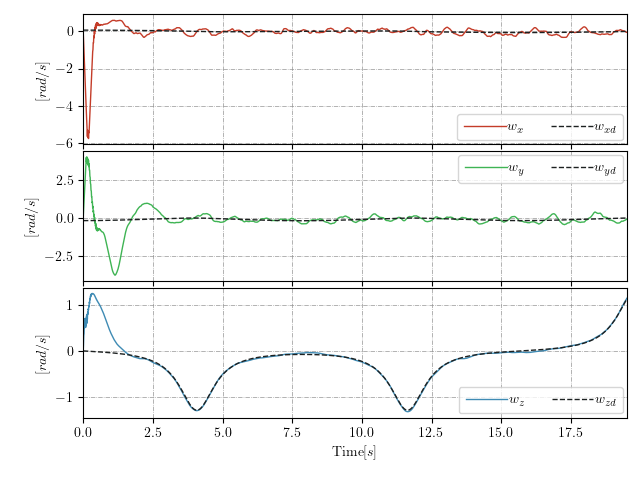 0
−2
−4
−6
[rad/s]
w_x w_xd
2.5
0.0
−2.5
[rad/s]
w_y w_yd
1
0
−1
[rad/s]
w_z w_zd
0.0 2.5 5.0 7.5 10.0 12.5 15.0 17.5
Time[s]